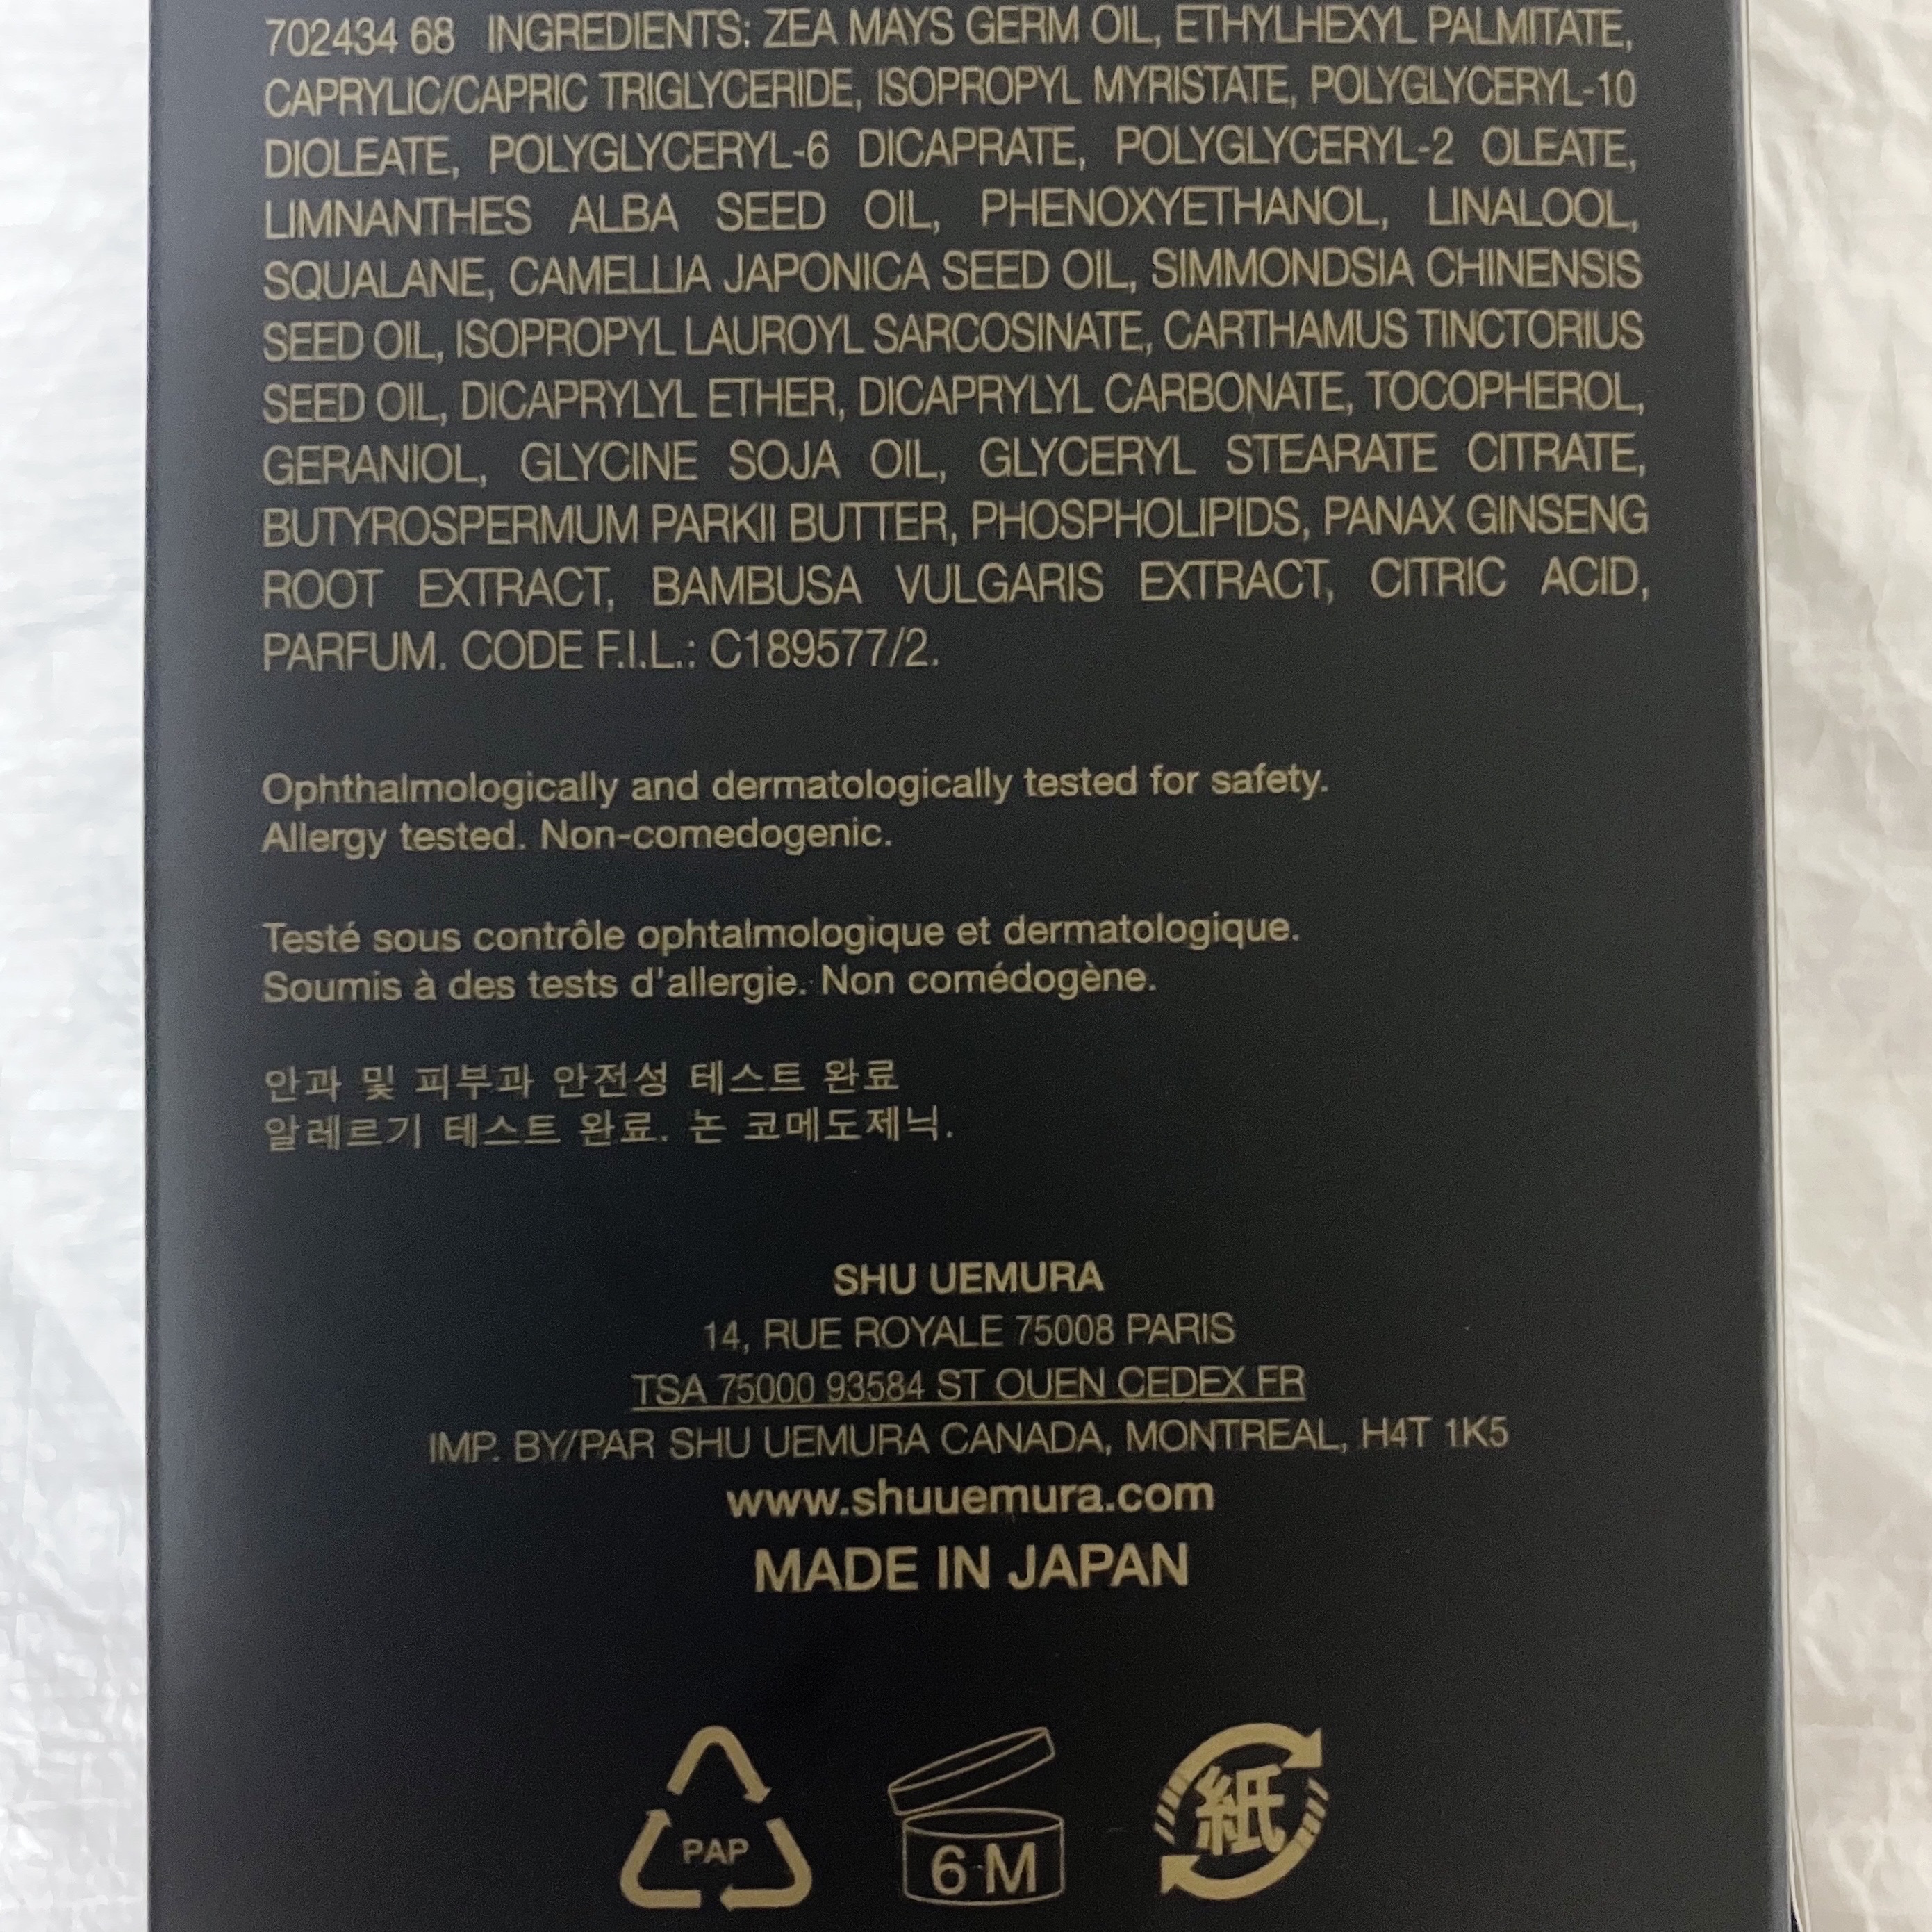 702434 68 INGREDIENTS: ZEA MAYS GERM OIL, ETHYLHEXYL PALMITATE,
CAPRYLIC/CAPRIC TRIGLYCERIDE, ISOPROPYL MYRISTATE, POLYGLYCERYL-10
DIOLEATE, POLYGLYCERYL-6 DICAPRATE, POLYGLYCERYL-2 OLEATE,
LIMNANTHES ALBA SEED OIL, PHENOXYETHANOL, LINALOOL,
SQUALANE, CAMELLIA JAPONICA SEED OIL, SIMMONDSIA CHINENSIS
SEED OIL, ISOPROPYL LAUROYL SARCOSINATE, CARTHAMUS TINCTORIUS
SEED OIL, DICAPRYLYL ETHER, DICAPRYLYL CARBONATE, TOCOPHEROL,
GERANIOL, GLYCINE SOJA OIL, GLYCERYL STEARATE CITRATE,
BUTYROSPERMUM PARKII BUTTER, PHOSPHOLIPIDS, PANAX GINSENG
ROOT EXTRACT, BAMBUSA VULGARIS EXTRACT, CITRIC ACID,
PARFUM. CODE F.I.L.: C189577/2.
Ophthalmologically and dermatologically tested for safety.
Allergy tested. Non-comedogenic.
Testé sous contrôle ophtalmologique et dermatologique.
Soumis à des tests d'allergie. Non comédogène.
안과 및 피부과 안전성 테스트 완료
알레르기 테스트 완료. 논 코메도제닉.
SHU UEMURA
14, RUE ROYALE 75008 PARIS
TSA 75000 93584 ST OUEN CEDEX FR
IMP. BY/PAR SHU UEMURA CANADA, MONTREAL, H4T 1K5
www.shuuemura.com
MADE IN JAPAN
PAP
6 M
紙